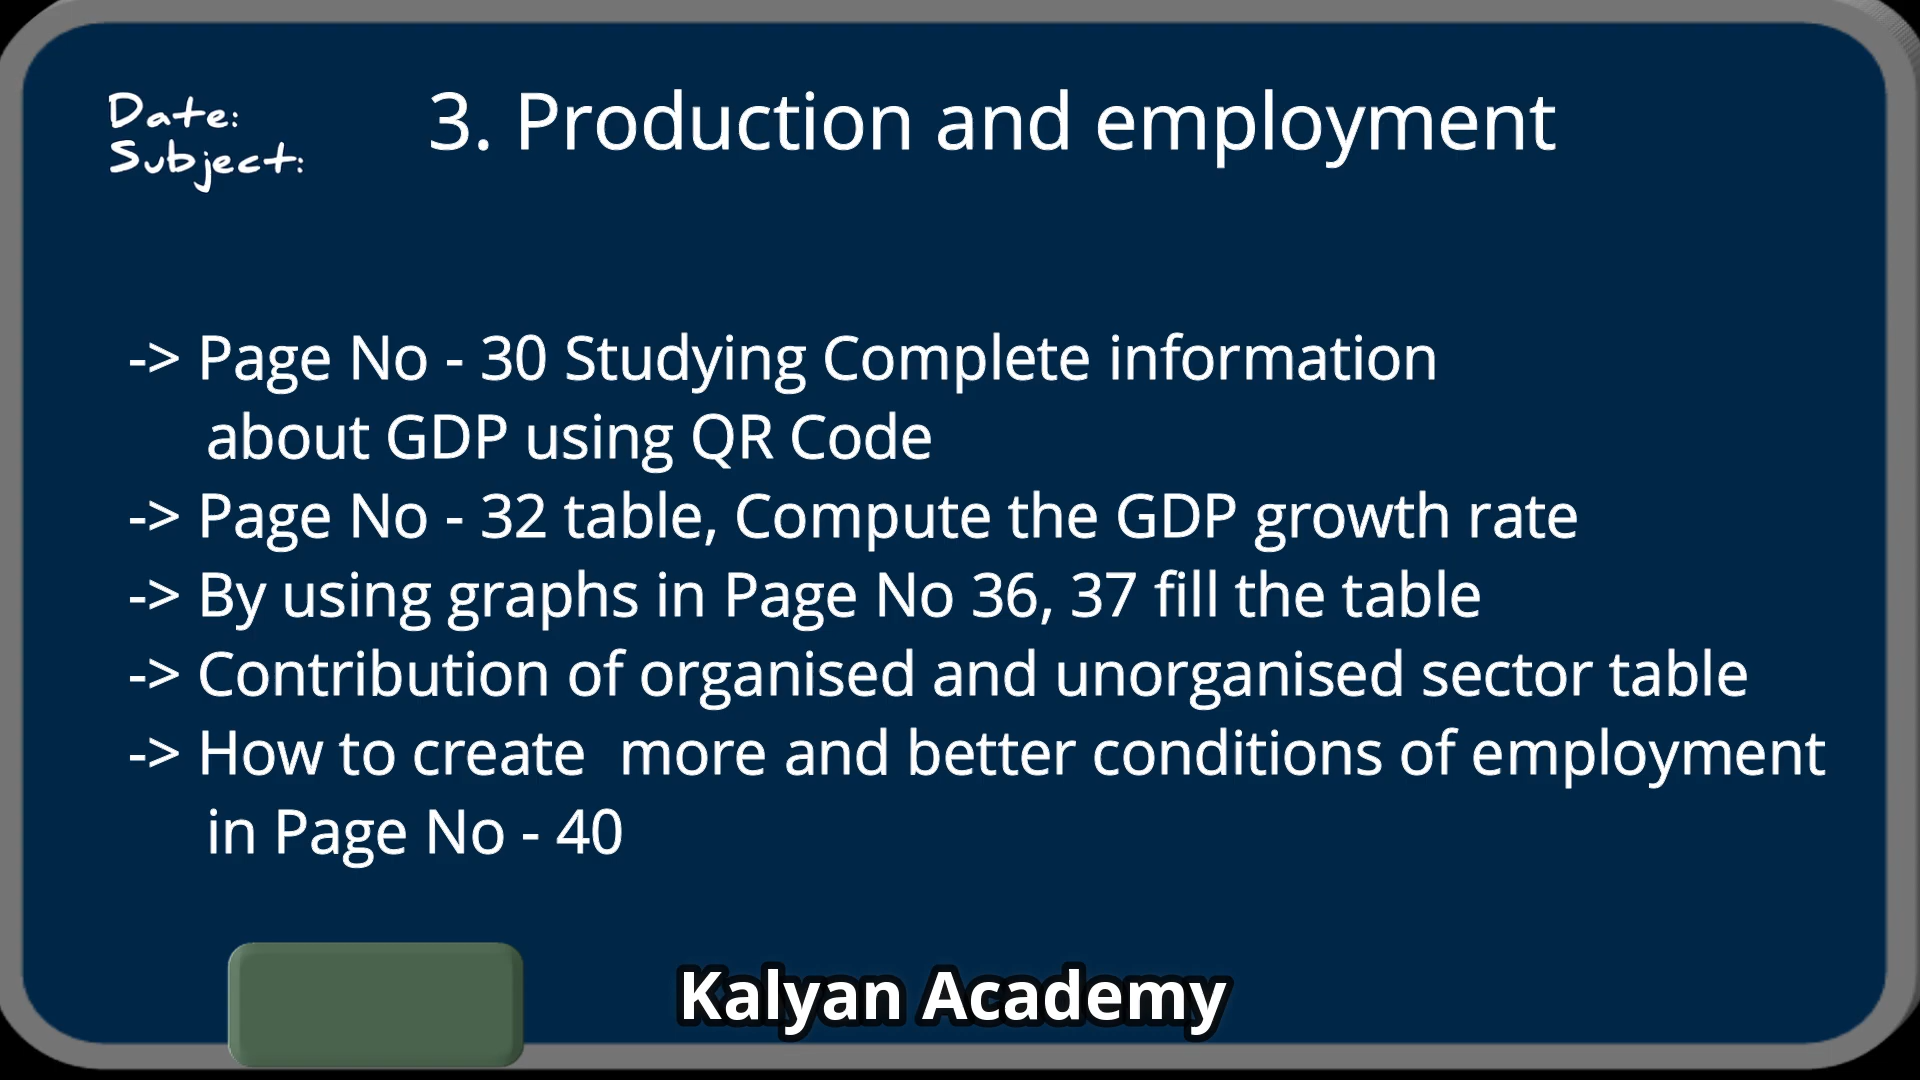 Date:
Subject:
3. Production and employment
-> Page No - 30 Studying Complete information
about GDP using QR Code
-> Page No - 32 table, Compute the GDP growth rate
-> By using graphs in Page No 36, 37 fill the table
-> Contribution of organised and unorganised sector table
-> How to create  more and better conditions of employment
in Page No - 40
Kalyan Academy